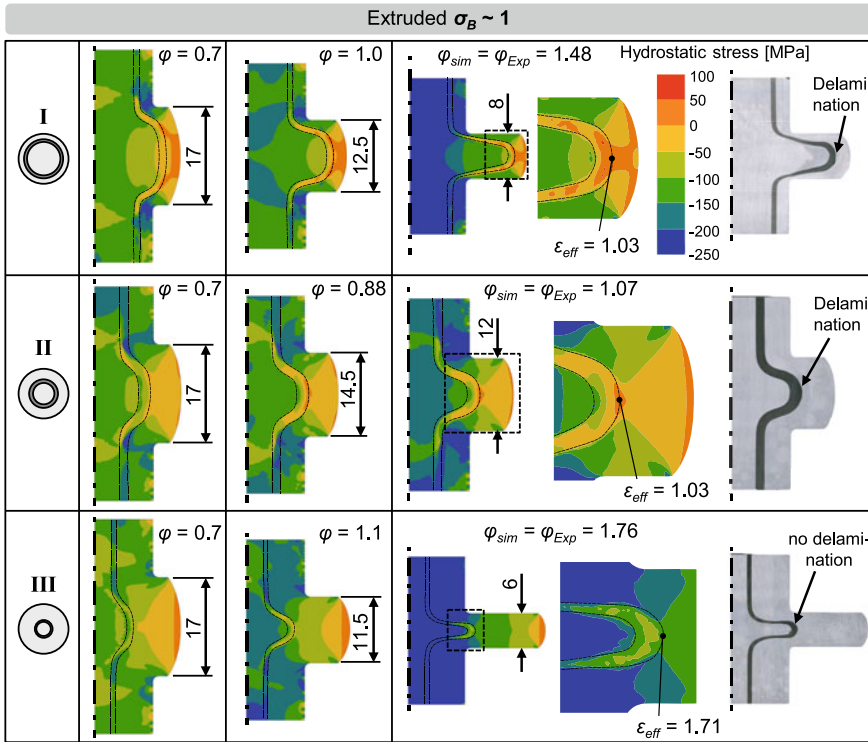 Extruded σB ~ 1
I
φ = 0.7
17
φ = 1.0
12.5
φsim = φExp = 1.48
8
εeff = 1.03
Hydrostatic stress [MPa]
100
50
0
-50
-100
-200
-250
Delami
nation
II
φ = 0.7
17
φ = 0.88
14.5
φsim = φExp = 1.07
12
εeff = 1.03
Delami
nation
III
φ = 0.7
17
φ = 1.1
11.5
φsim = φExp = 1.76
6
εeff = 1.71
no delami-
nation